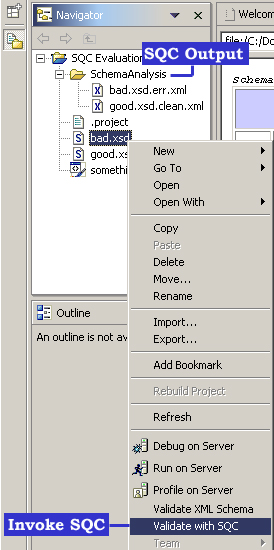 Navigator
Welcom
file:/C:/Do
SQC Evaluation
SQC Output
SchemaAnalysis
Schema
bad.xsd.err.xml
good.xsd.clean.xml
.project
bad.xsd
good.xs
somethi
New
Go To
Open
Open With
Copy
Paste
Delete
Move...
Rename
Import...
Export...
Outline
An outline is not av
Add Bookmark
Rebuild Project
Refresh
Debug on Server
Run on Server
Profile on Server
Validate XML Schema
Invoke SQC
Validate with SQC
Team